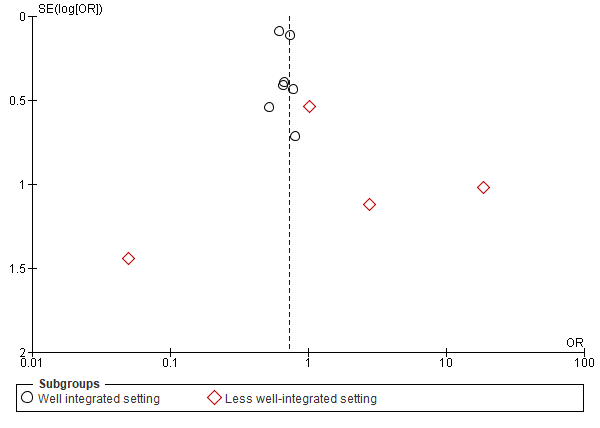 SE(log[OR])
0
0.5
1
1.5
2
OR
0.01
0.1
1
10
100
Subgroups
Well integrated setting
Less well-integrated setting